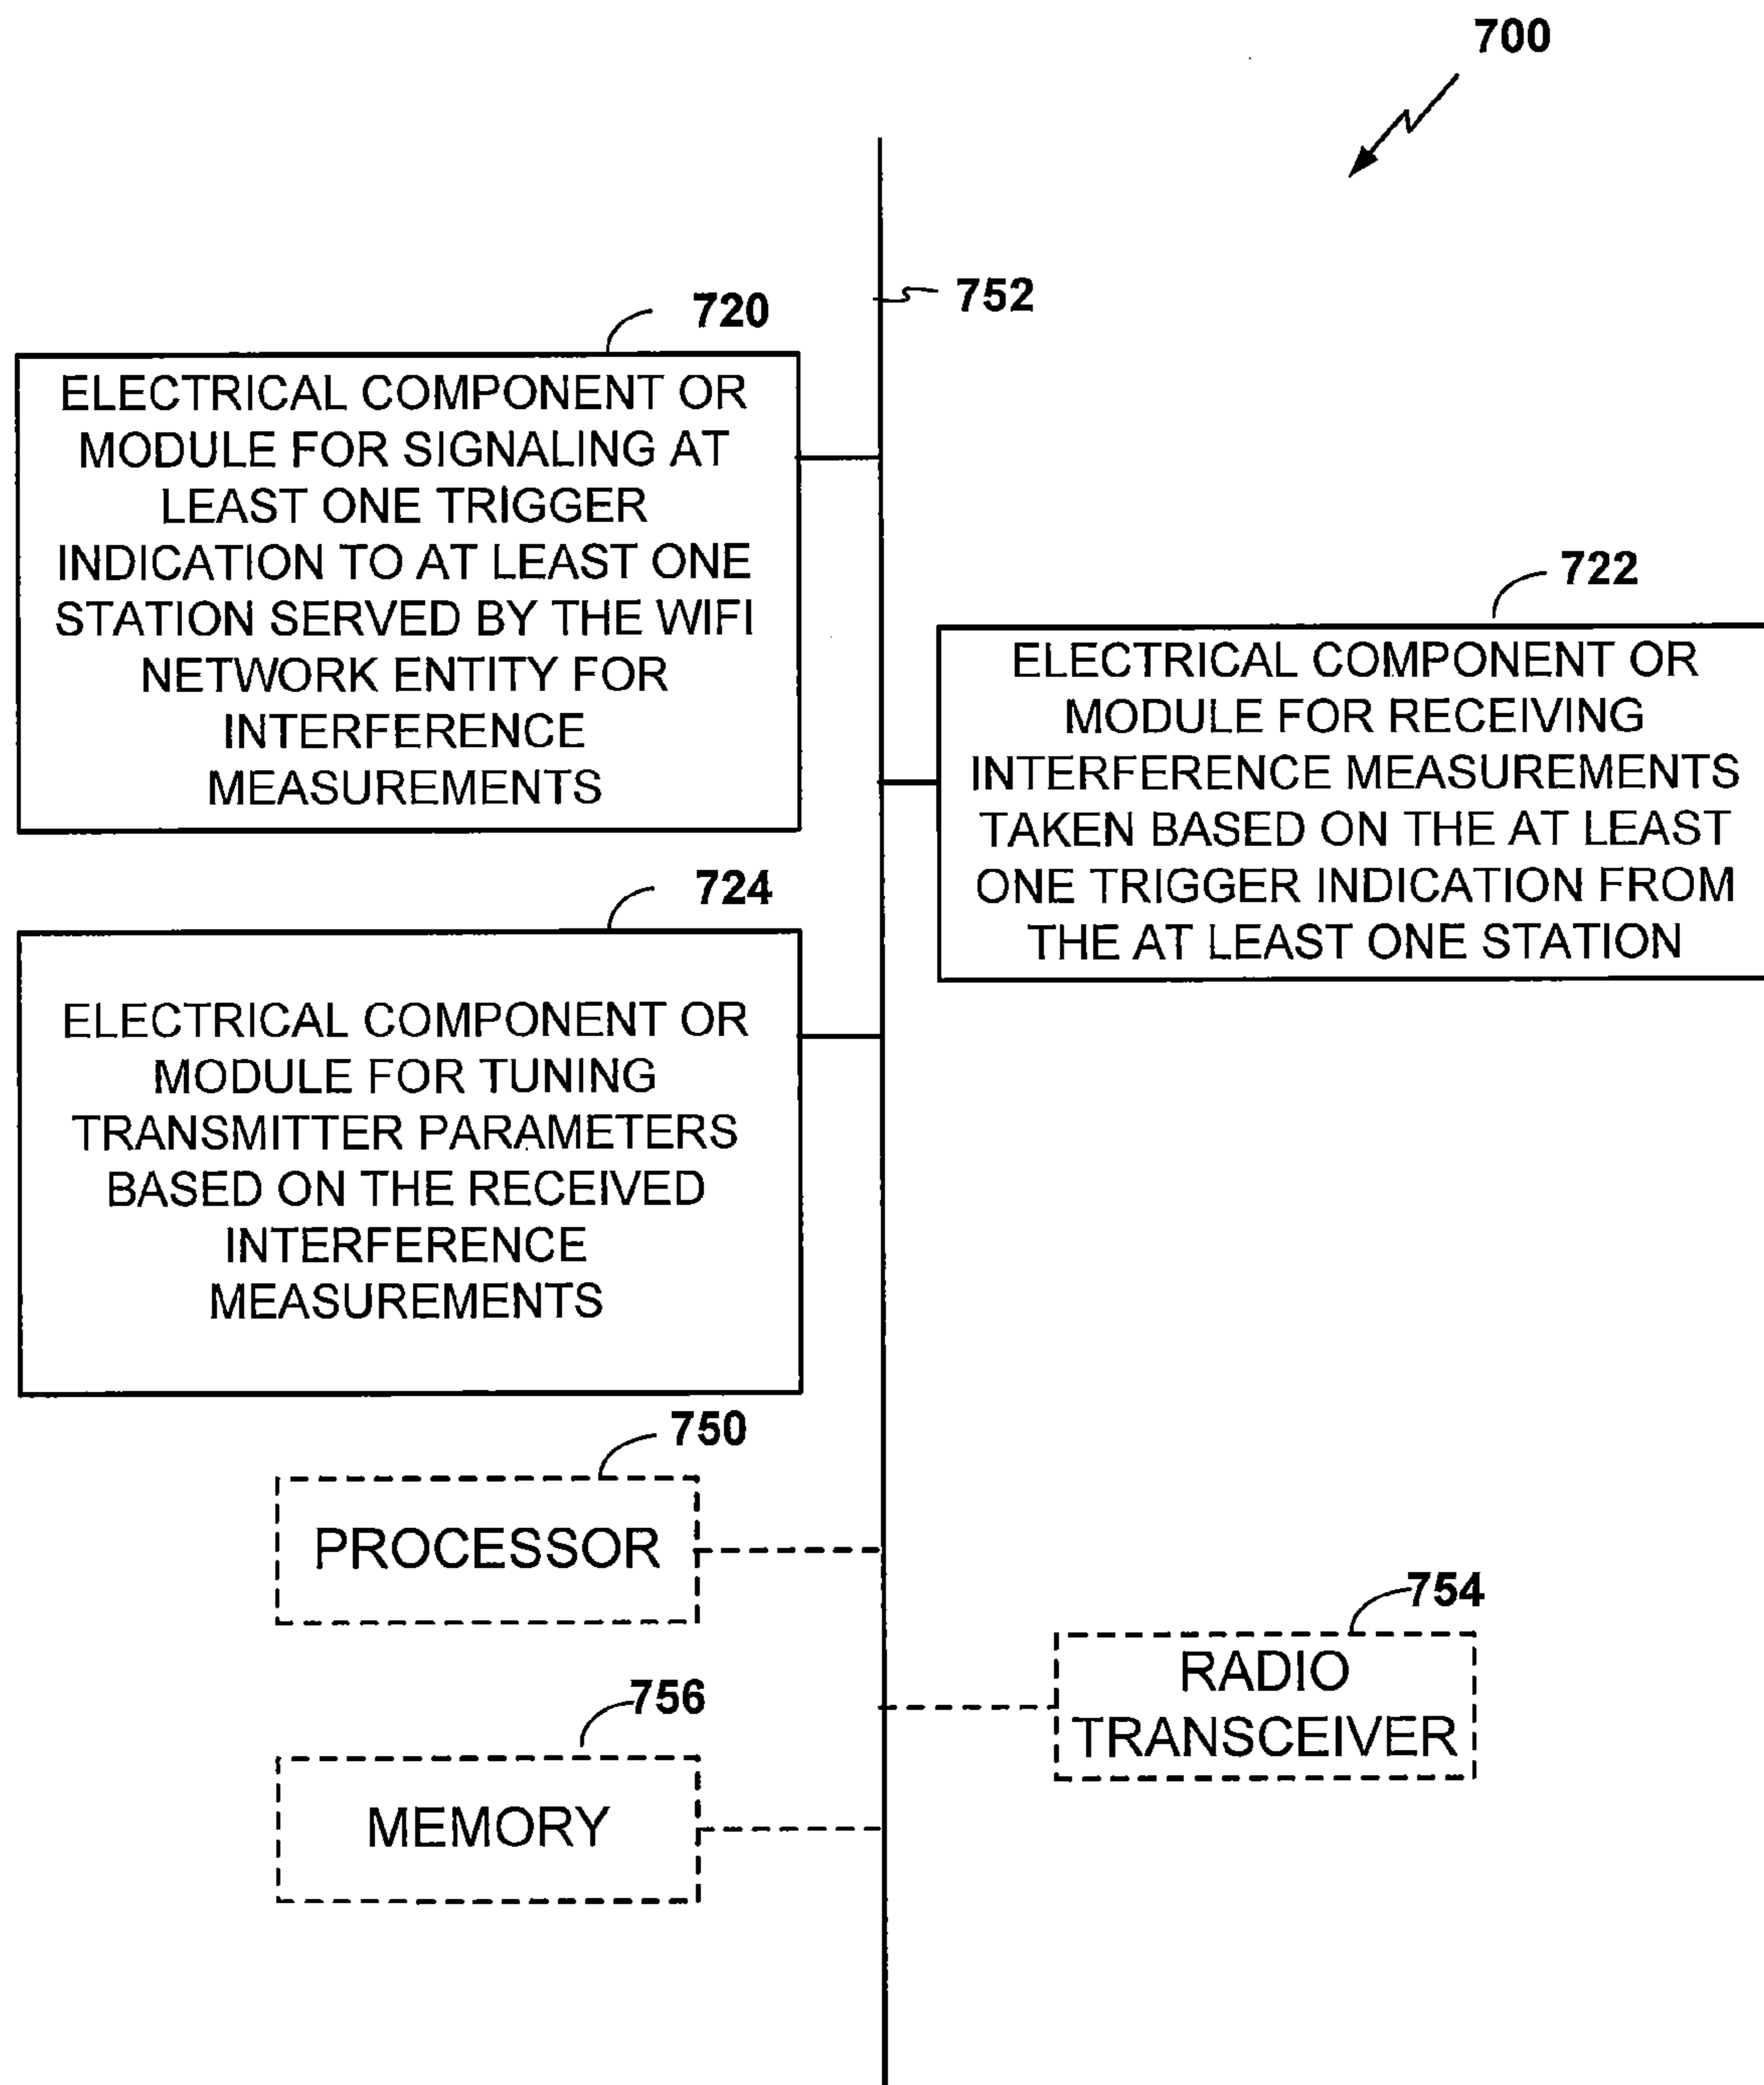 700
752
720
ELECTRICAL COMPONENT OR
MODULE FOR SIGNALING AT
LEAST ONE TRIGGER
INDICATION TO AT LEAST ONE
STATION SERVED BY THE WIFI
NETWORK ENTITY FOR
INTERFERENCE
MEASUREMENTS
722
ELECTRICAL COMPONENT OR
MODULE FOR RECEIVING
INTERFERENCE MEASUREMENTS
TAKEN BASED ON THE AT LEAST
ONE TRIGGER INDICATION FROM
THE AT LEAST ONE STATION
724
ELECTRICAL COMPONENT OR
MODULE FOR TUNING
TRANSMITTER PARAMETERS
BASED ON THE RECEIVED
INTERFERENCE
MEASUREMENTS
750
PROCESSOR
754
RADIO
TRANSCEIVER
756
MEMORY